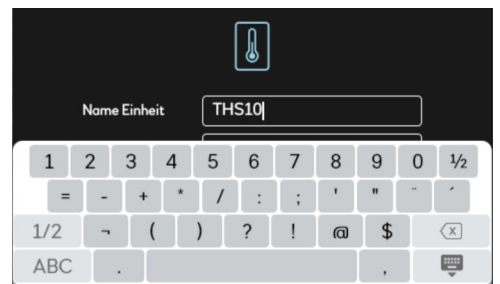 Name Einheit THS10
1 2 3 4 5 6 7 8 9 0 ½
= - + * / : ; ' " ¨ ´
1/2 ¬ ( ) ? ! @ $
ABC . ,